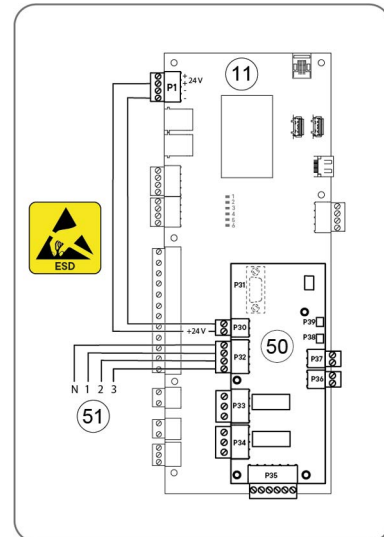 11
+
+ 24 V
-
-
P1
1
2
3
4
5
6
ESD
P31
P39
P38
+24 V
P30
50
P32
P37
P36
N 1 2 3
51
P33
P34
P35